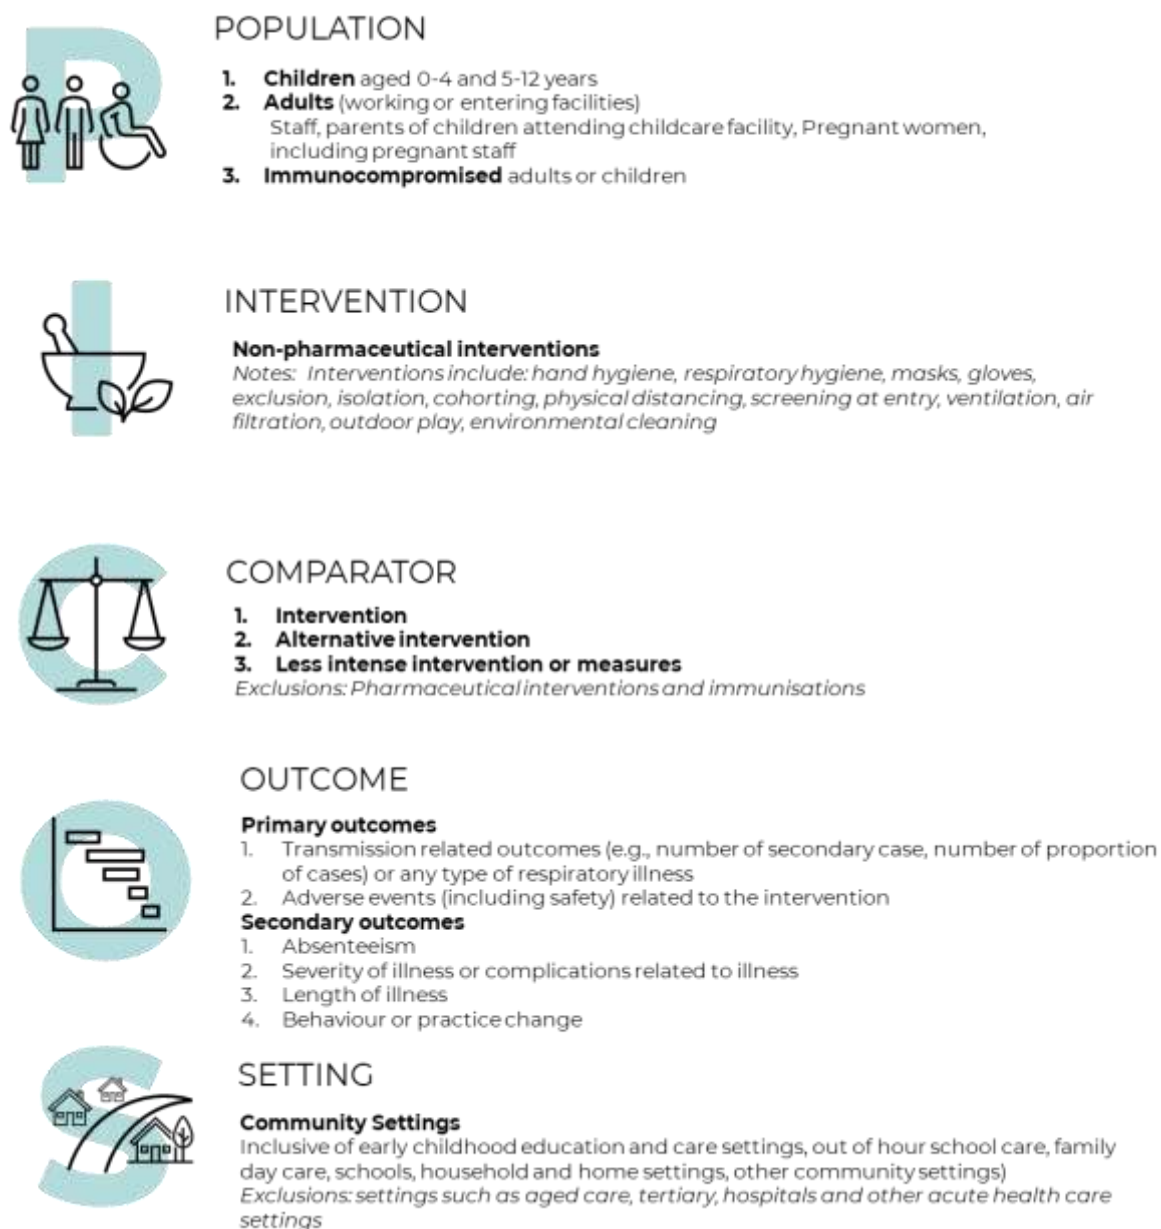 POPULATION
1. Children aged 0-4 and 5-12 years
2. Adults (working or entering facilities)
Staff, parents of children attending childcare facility, Pregnant women,
including pregnant staff
3. Immunocompromised adults or children
INTERVENTION
Non-pharmaceutical interventions
Notes: Interventions include: hand hygiene, respiratory hygiene, masks, gloves,
exclusion, isolation, cohorting, physical distancing, screening at entry, ventilation, air
filtration, outdoor play, environmental cleaning
COMPARATOR
1. Intervention
2. Alternative intervention
3. Less intense intervention or measures
Exclusions: Pharmaceutical interventions and immunisations
OUTCOME
Primary outcomes
1. Transmission related outcomes (e.g., number of secondary case, number of proportion
of cases) or any type of respiratory illness
2. Adverse events (including safety) related to the intervention
Secondary outcomes
1. Absenteeism
2. Severity of illness or complications related to illness
3. Length of illness
4. Behaviour or practice change
SETTING
Community Settings
Inclusive of early childhood education and care settings, out of hour school care, family
day care, schools, household and home settings, other community settings)
Exclusions: settings such as aged care, tertiary, hospitals and other acute health care
settings